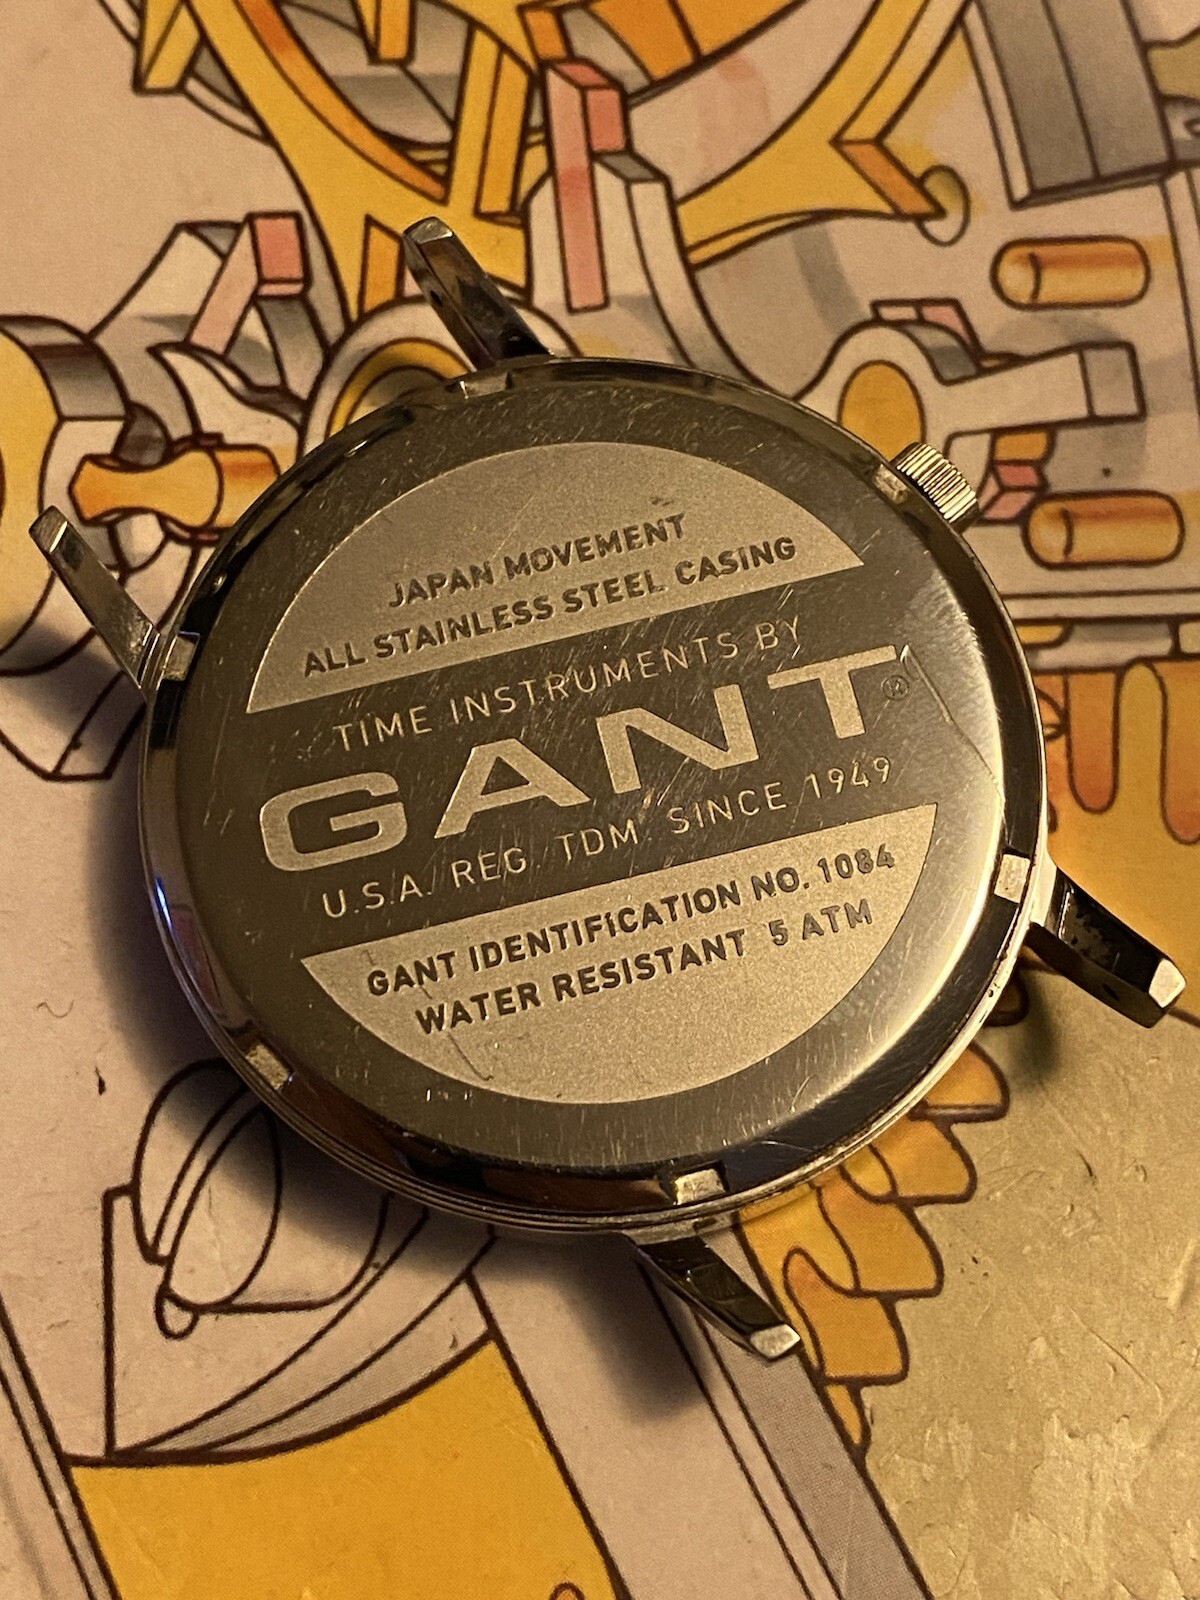 JAPAN MOVEMENT
ALL STAINLESS STEEL CASING
TIME INSTRUMENTS BY
GANT®
U.S.A. REG. TDM. SINCE 1949
GANT IDENTIFICATION NO. 1084
WATER RESISTANT 5 ATM